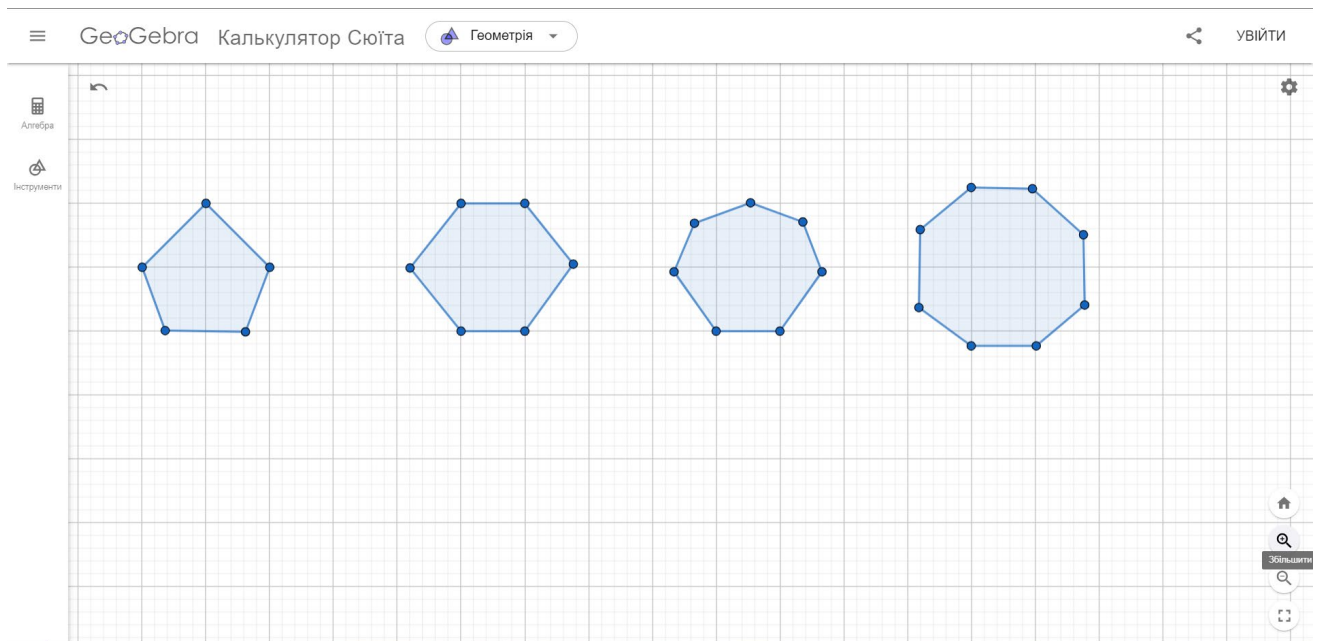 GeoGebra Калькулятор Сюїта Геометрія УВІЙТИ
Алгебра
Інструменти
Збільшити